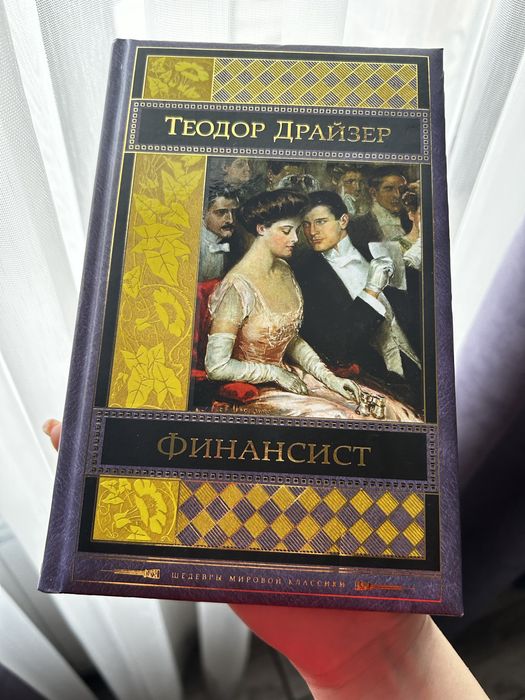 ТЕОДОР ДРАЙЗЕР
ФИНАНСИСТ
ШЕДЕВРЫ МИРОВОЙ КЛАССИКИ